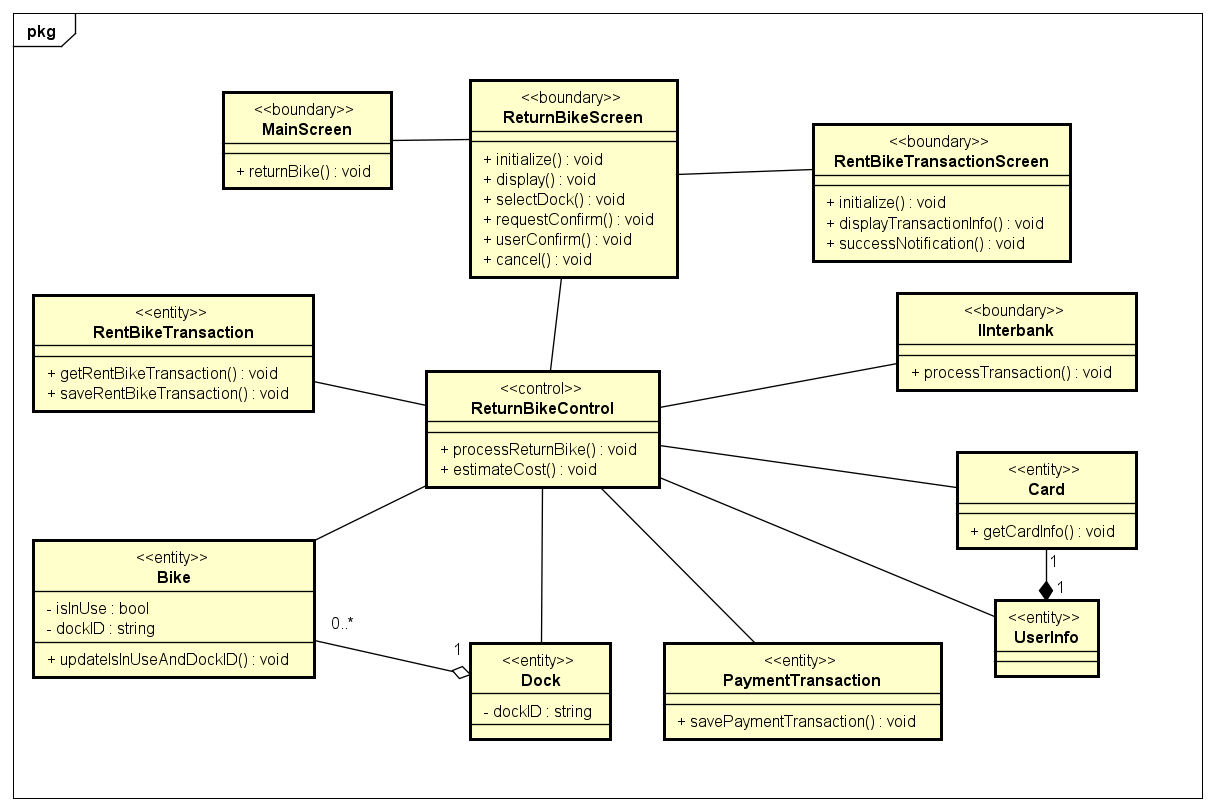 pkg
<<boundary>>
MainScreen
+ returnBike() : void
<<boundary>>
ReturnBikeScreen
+ initialize() : void
+ display() : void
+ selectDock() : void
+ requestConfirm() : void
+ userConfirm() : void
+ cancel() : void
<<boundary>>
RentBikeTransactionScreen
+ initialize() : void
+ displayTransactionInfo() : void
+ successNotification() : void
<<entity>>
RentBikeTransaction
+ getRentBikeTransaction() : void
+ saveRentBikeTransaction() : void
<<boundary>>
IInterbank
+ processTransaction() : void
<<control>>
ReturnBikeControl
+ processReturnBike() : void
+ estimateCost() : void
<<entity>>
Card
+ getCardInfo() : void
1
1
<<entity>>
UserInfo
<<entity>>
Bike
- isInUse : bool
- dockID : string
+ updateIsInUseAndDockID() : void
0..*
1
<<entity>>
Dock
- dockID : string
<<entity>>
PaymentTransaction
+ savePaymentTransaction() : void